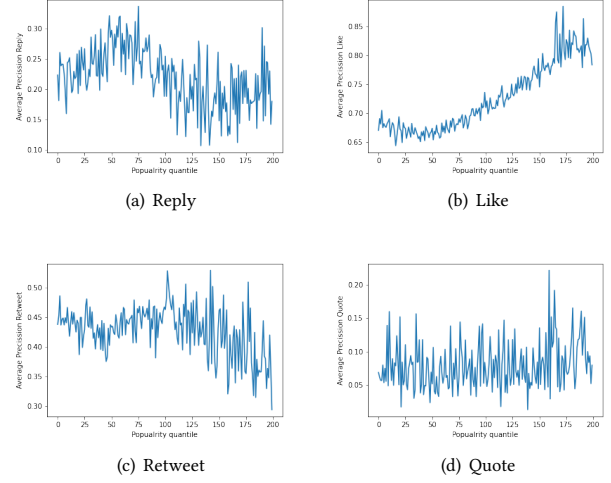 Average Precission Reply
0.30
0.25
0.20
0.15
0.10
0 25 50 75 100 125 150 175 200
Popualrity quantile
(a) Reply
Average Precission Like
0.85
0.80
0.75
0.70
0.65
0 25 50 75 100 125 150 175 200
Popualrity quantile
(b) Like
Average Precission Retweet
0.50
0.45
0.40
0.35
0.30
0 25 50 75 100 125 150 175 200
Popualrity quantile
(c) Retweet
Average Precission Quote
0.20
0.15
0.10
0.05
0 25 50 75 100 125 150 175 200
Popualrity quantile
(d) Quote